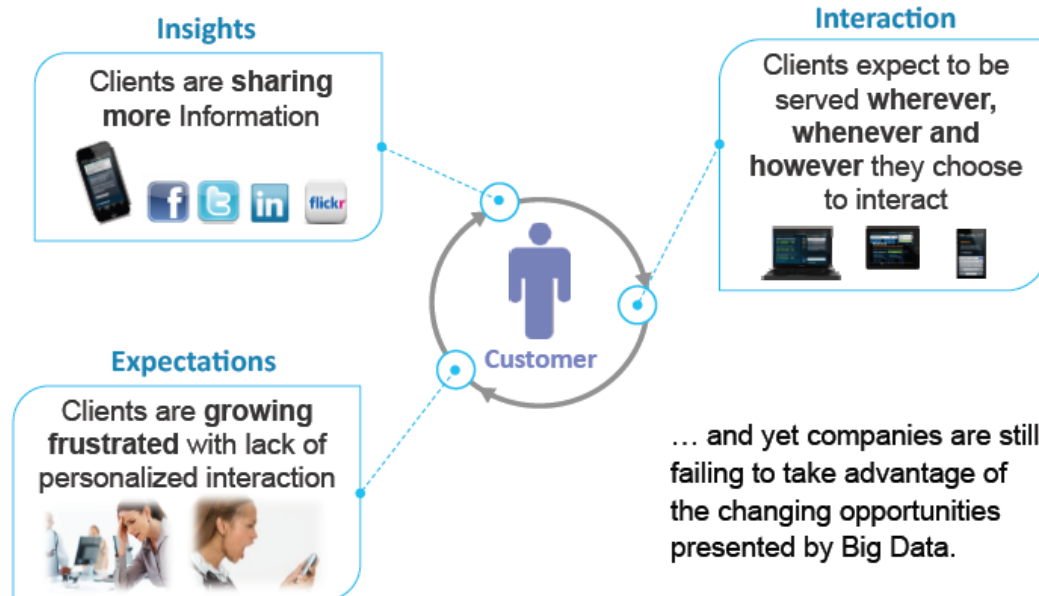 Insights
Clients are sharing
more Information
flickr
Interaction
Clients expect to be
served wherever,
whenever and
however they choose
to interact
Customer
Expectations
Clients are growing
frustrated with lack of
personalized interaction
… and yet companies are still
failing to take advantage of
the changing opportunities
presented by Big Data.